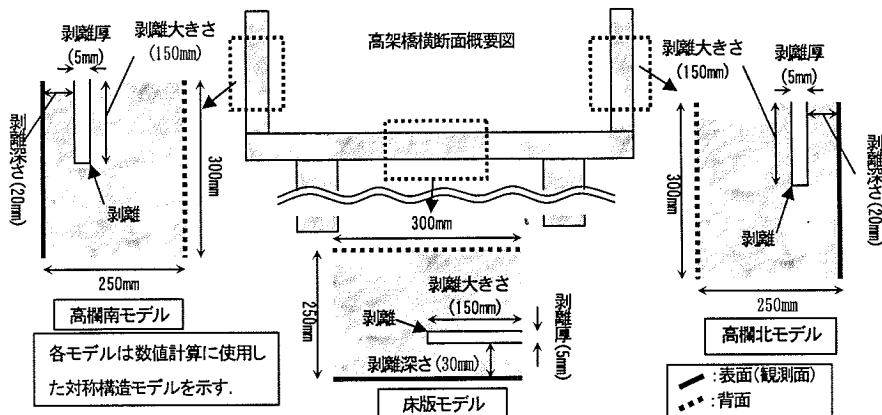 高架橋横断面概要図
剥離厚
(5mm)
剥離大きさ
(150mm)
剥離深さ(20mm)
剥離
300mm
250mm
高欄南モデル
各モデルは数値計算に使用し
た対称構造モデルを示す.
300mm
250mm
剥離大きさ
(150mm)
剥離
剥離厚(5mm)
剥離深さ(30mm)
床版モデル
剥離大きさ
(150mm)
剥離厚
(5mm)
剥離深さ(20mm)
300mm
剥離
250mm
高欄北モデル
:表面(観測面)
:背面